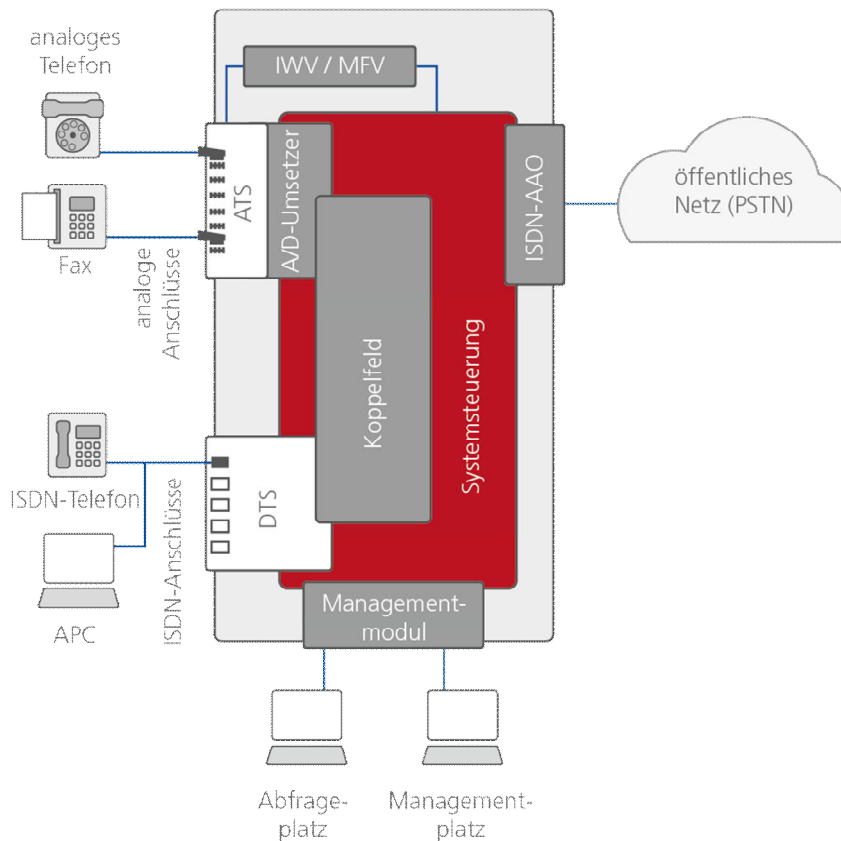 analoges
Telefon
IWV / MFV
ATS
A/D-Umsetzer
ISDN-AAO
öffentliches
Netz (PSTN)
Fax
analoge
Anschlüsse
Koppelfeld
Systemsteuerung
ISDN-Telefon
ISDN-Anschlüsse
DTS
APC
Management-
modul
Abfrage-
platz
Management-
platz